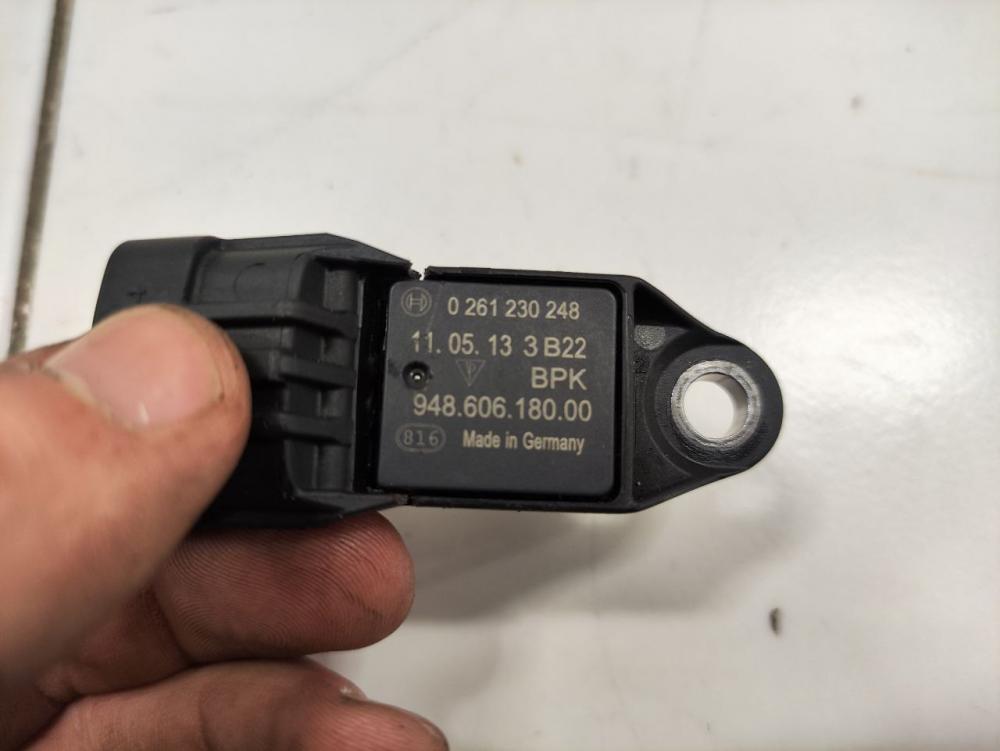 0 261 230 248
11. 05. 13 3 B22
BPK
948.606.180.00
816 Made in Germany